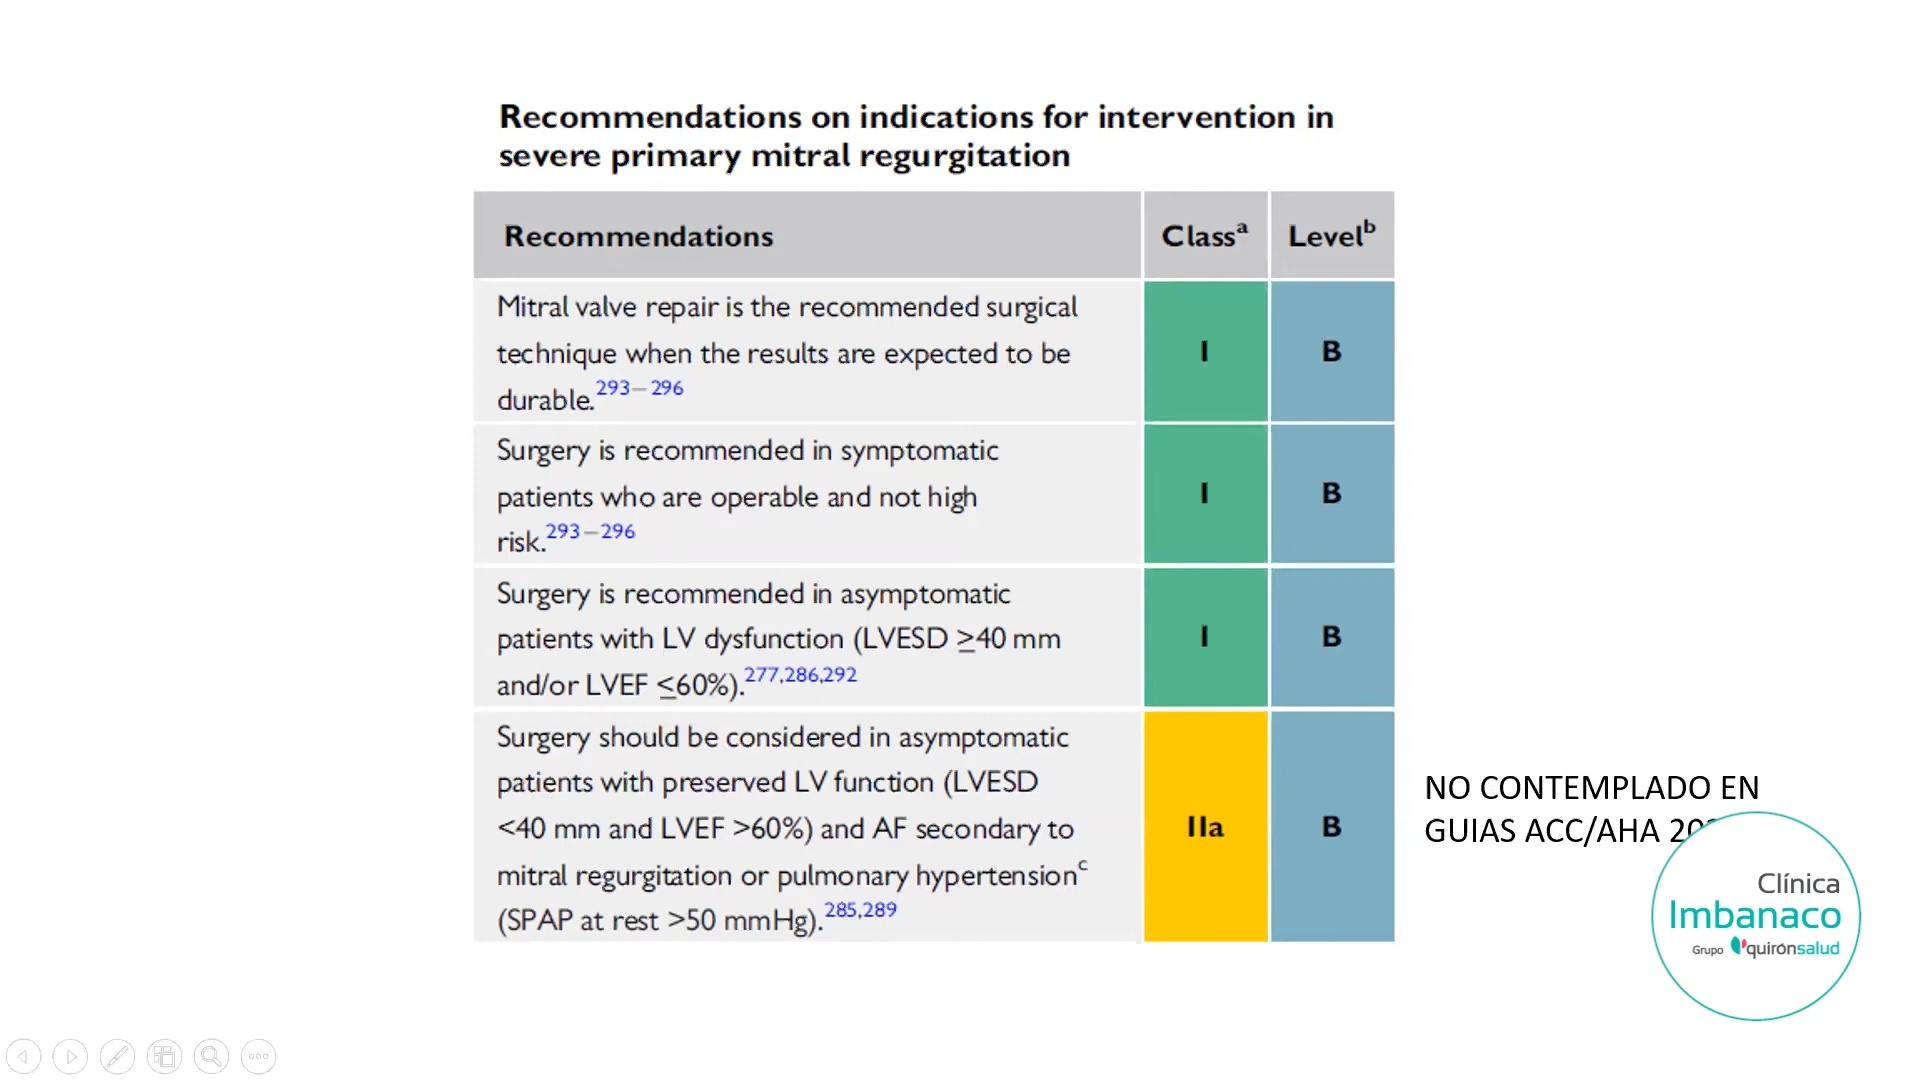 Recommendations on indications for intervention in
severe primary mitral regurgitation
Recommendations Classᵃ Levelᵇ
Mitral valve repair is the recommended surgical
technique when the results are expected to be
durable.293–296
I B
Surgery is recommended in symptomatic
patients who are operable and not high
risk.293–296
I B
Surgery is recommended in asymptomatic
patients with LV dysfunction (LVESD ≥40 mm
and/or LVEF ≤60%).277,286,292
I B
Surgery should be considered in asymptomatic
patients with preserved LV function (LVESD
<40 mm and LVEF >60%) and AF secondary to
mitral regurgitation or pulmonary hypertensionᶜ
(SPAP at rest >50 mmHg).285,289
IIa B
NO CONTEMPLADO EN
GUIAS ACC/AHA
Clínica
Imbanaco
Grupo quirónsalud